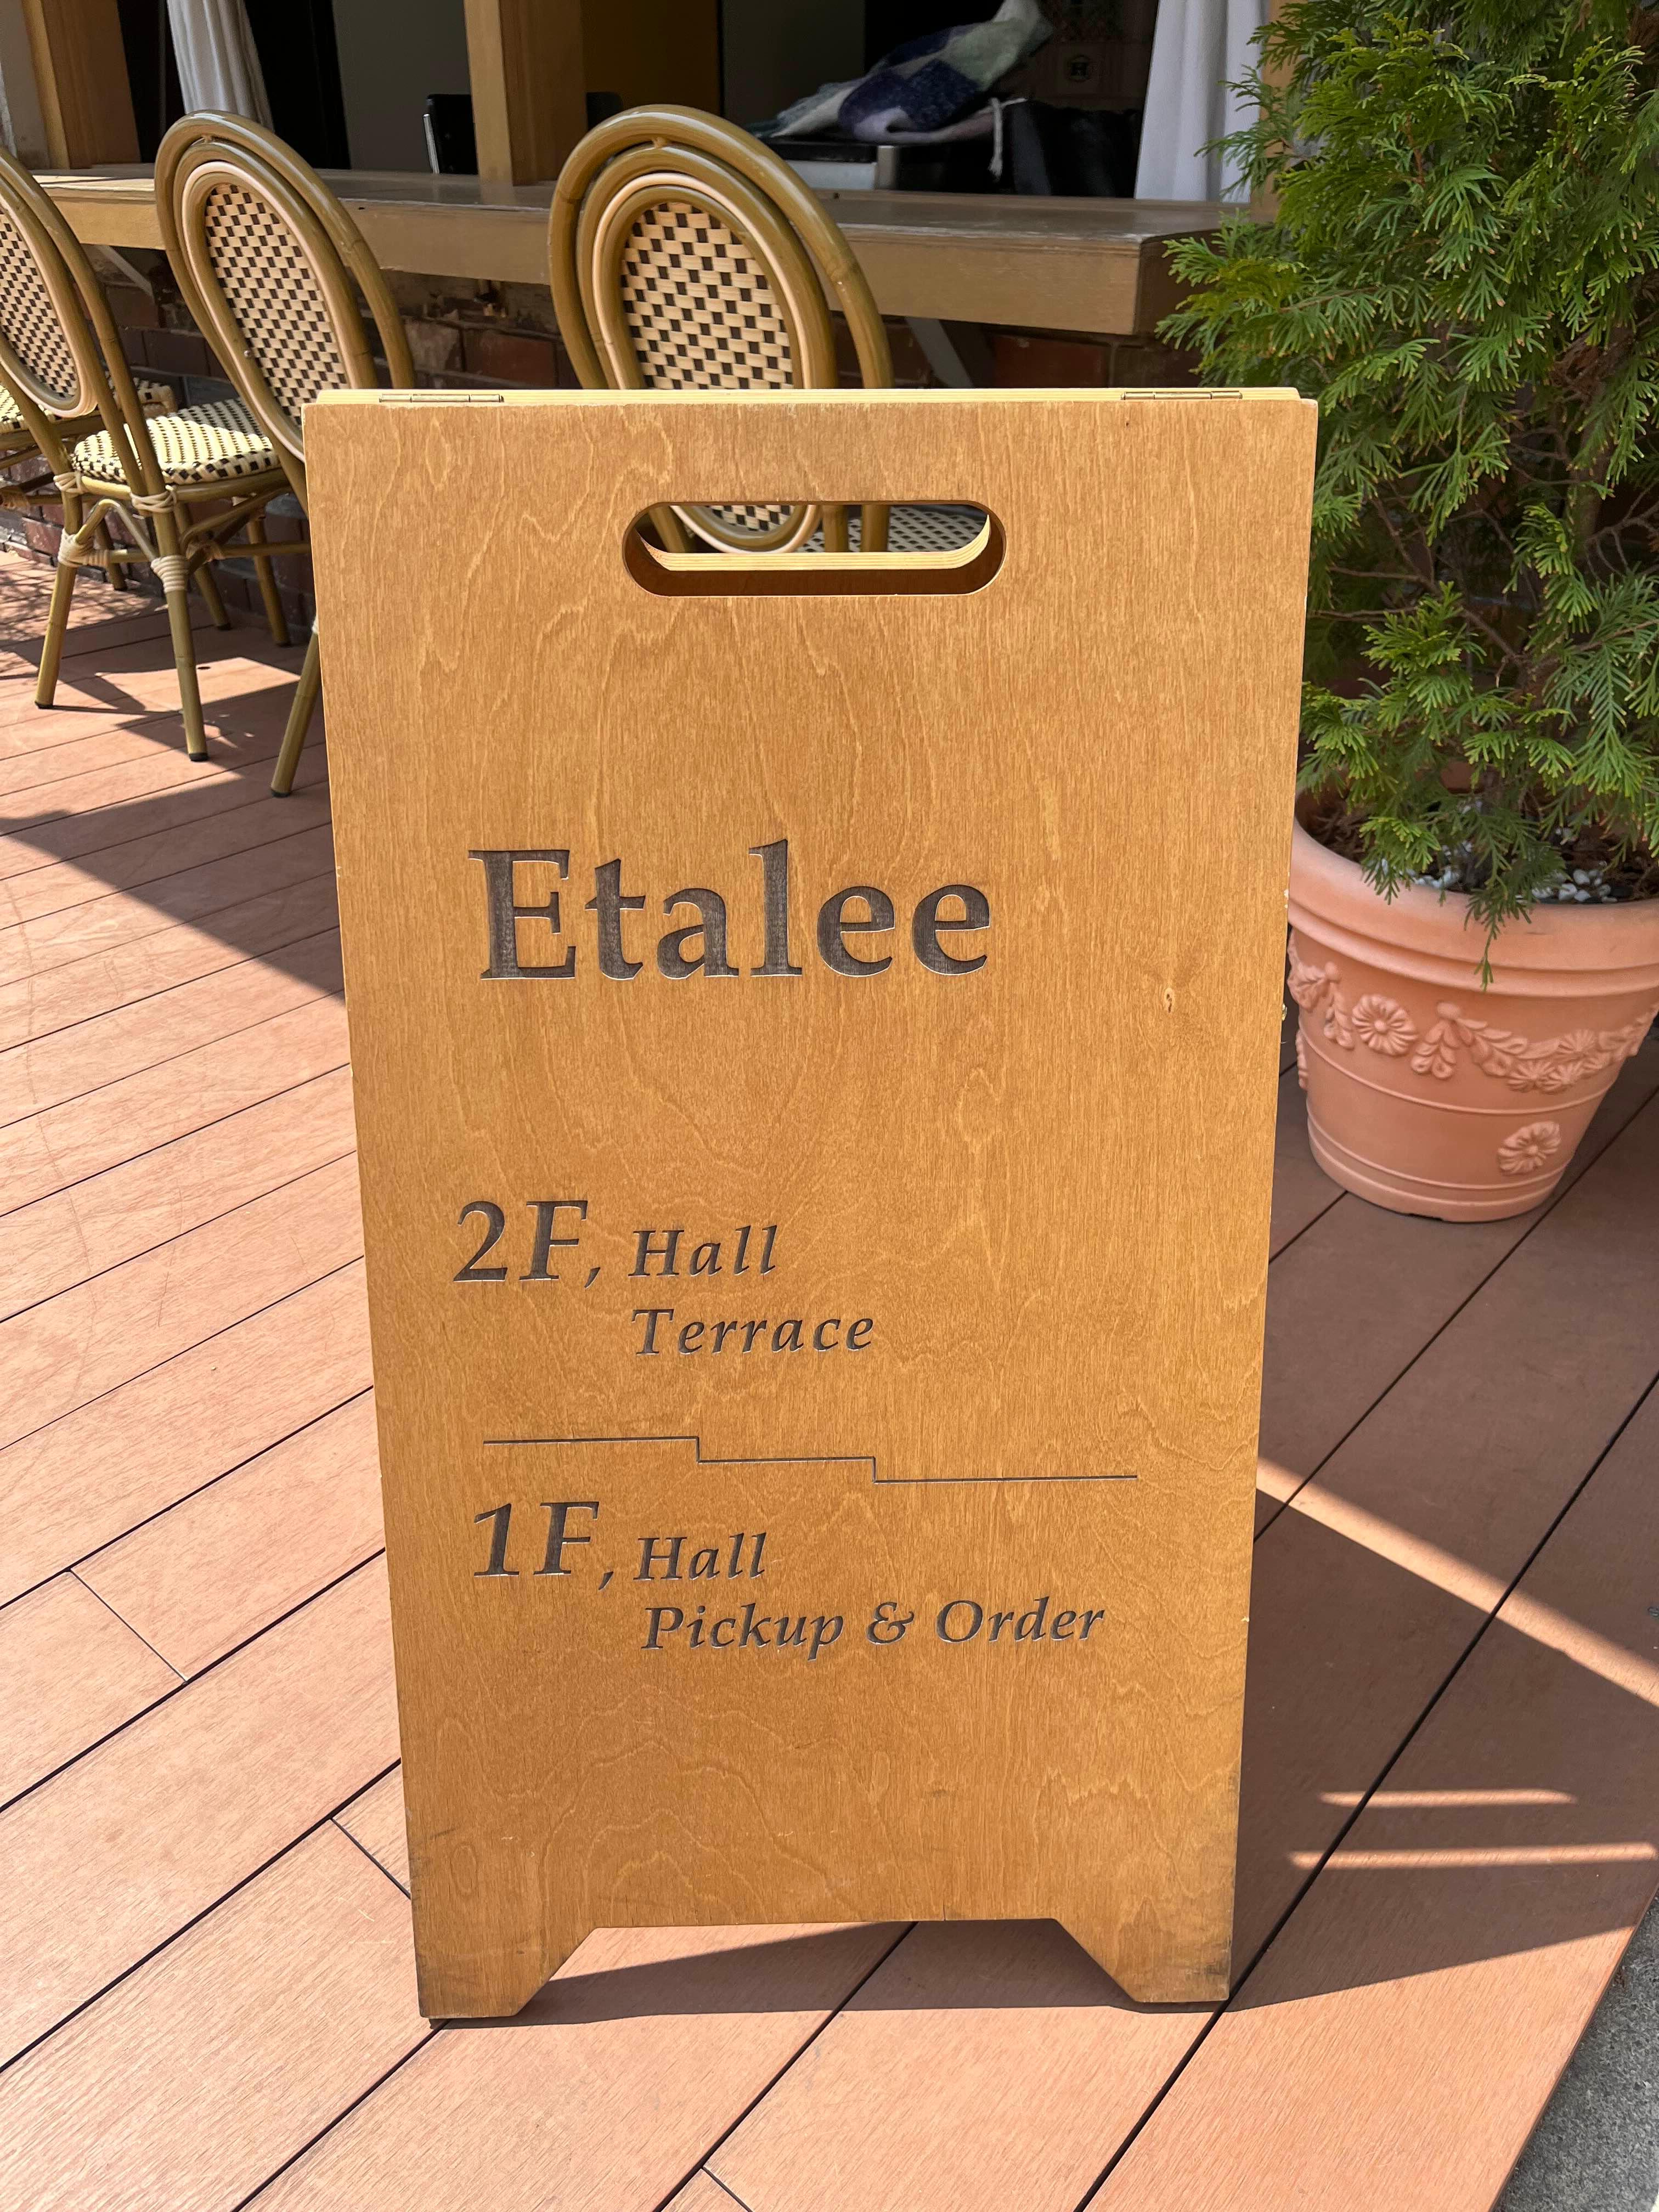 Etalee
2F, Hall
Terrace
1F, Hall
Pickup & Order